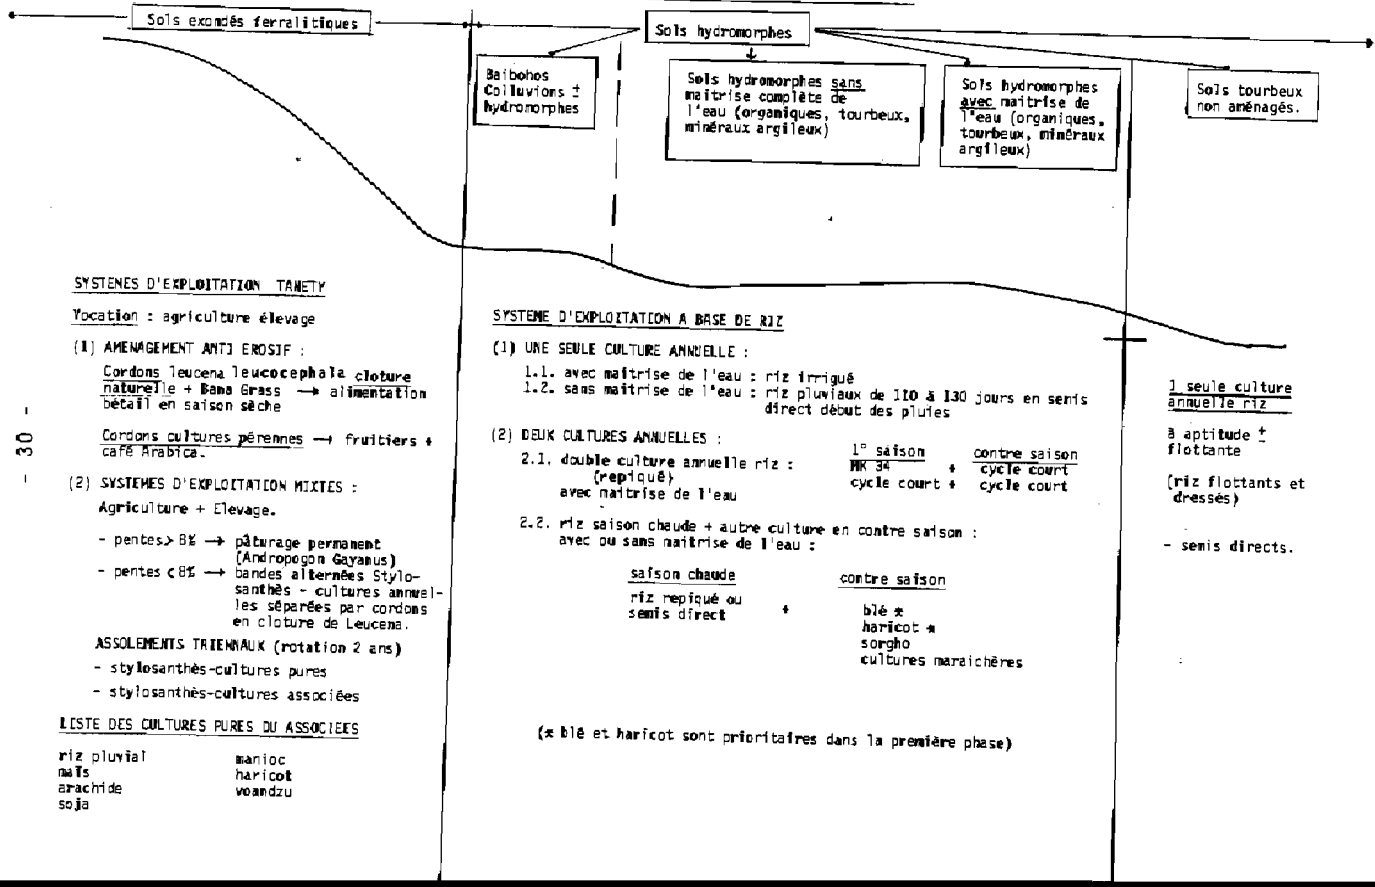 Sols exondés ferralitiques
Sols hydromorphes
Baibohos
Colluvions ±
hydromorphes
Sols hydromorphes sans
maitrise complète de
l'eau (organiques, tourbeux,
minéraux argileux)
Sols hydromorphes
avec maitrise de
l'eau (organiques,
tourbeux, minéraux
argileux)
Sols tourbeux
non aménagés.
SYSTEMES D'EXPLOITATION TANETY
Vocation : agriculture élevage
(1) AMENAGEMENT ANTI EROSIF :
Cordons leucena leucocephala cloture
naturelle + Bana Grass → alimentation
bétail en saison sèche
Cordons cultures pérennes → fruitiers +
café Arabica.
(2) SYSTEMES D'EXPLOITATION MIXTES :
Agriculture + Elevage.
- pentes > 8% → pâturage permanent
(Andropogon Gayanus)
- pentes < 8% → bandes alternées Stylo-
santhès - cultures annuel-
les séparées par cordons
en cloture de Leucena.
ASSOLEMENTS TRIENNAUX (rotation 2 ans)
- stylosanthès-cultures pures
- stylosanthès-cultures associées
LISTE DES CULTURES PURES OU ASSOCIEES
riz pluvial manioc
maïs haricot
arachide voandzu
soja
SYSTEME D'EXPLOITATION A BASE DE RIZ
(1) UNE SEULE CULTURE ANNUELLE :
1.1. avec maitrise de l'eau : riz irrigué
1.2. sans maitrise de l'eau : riz pluviaux de 110 à 130 jours en semis
direct début des pluies
(2) DEUX CULTURES ANNUELLES :
2.1. double culture annuelle riz : 1° saison contre saison
(repiqué) MK 34 + cycle court
avec maitrise de l'eau cycle court + cycle court
2.2. riz saison chaude + autre culture en contre saison :
avec ou sans maitrise de l'eau :
saison chaude contre saison
riz repiqué ou + blé *
semis direct haricot *
sorgho
cultures maraichères
(* blé et haricot sont prioritaires dans la première phase)
1 seule culture
annuelle riz
à aptitude ±
flottante
(riz flottants et
dressés)
- semis directs.
- 30 -